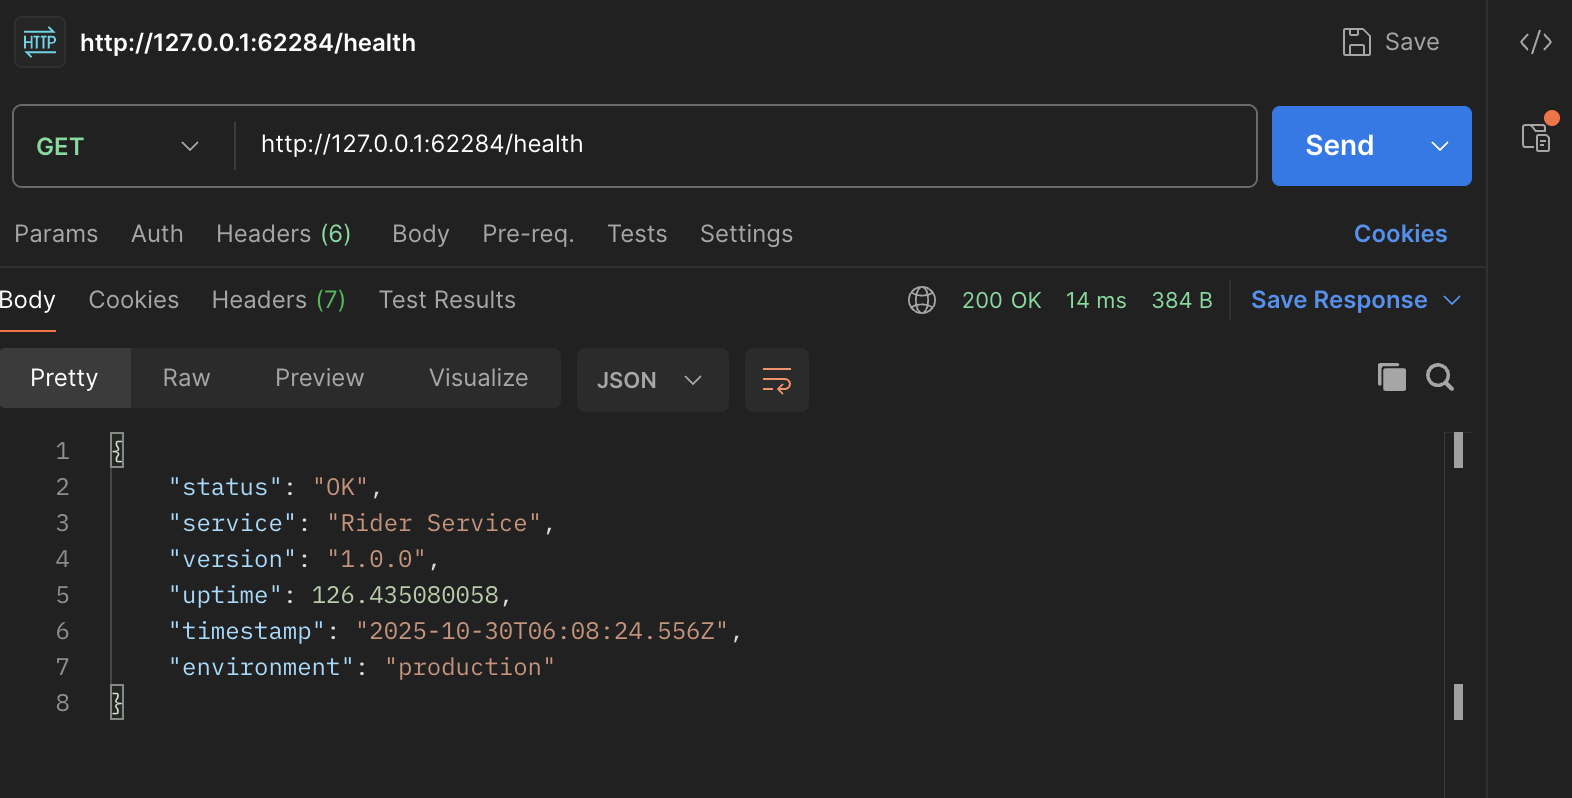 HTTP http://127.0.0.1:62284/health Save
GET http://127.0.0.1:62284/health Send
Params Auth Headers (6) Body Pre-req. Tests Settings Cookies
Body Cookies Headers (7) Test Results 200 OK 14 ms 384 B Save Response
Pretty Raw Preview Visualize JSON
1 {
2 "status": "OK",
3 "service": "Rider Service",
4 "version": "1.0.0",
5 "uptime": 126.435080058,
6 "timestamp": "2025-10-30T06:08:24.556Z",
7 "environment": "production"
8 }